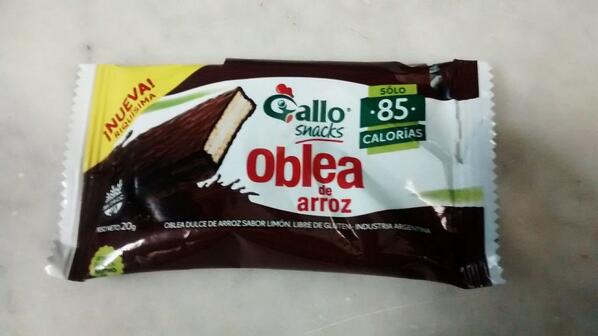 ¡NUEVA!
RIQUÍSIMA
Gallo®
snacks
SÓLO
·85·
CALORÍAS
Oblea
de
arroz
PESO NETO: 20g
OBLEA DULCE DE ARROZ SABOR LIMÓN. LIBRE DE GLUTEN - INDUSTRIA ARGENTINA